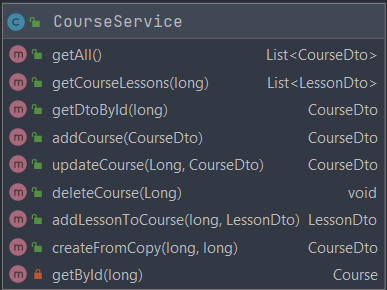 CourseService
getAll() List<CourseDto>
getCourseLessons(long) List<LessonDto>
getDtoById(long) CourseDto
addCourse(CourseDto) CourseDto
updateCourse(Long, CourseDto) CourseDto
deleteCourse(Long) void
addLessonToCourse(long, LessonDto) LessonDto
createFromCopy(long, long) CourseDto
getById(long) Course